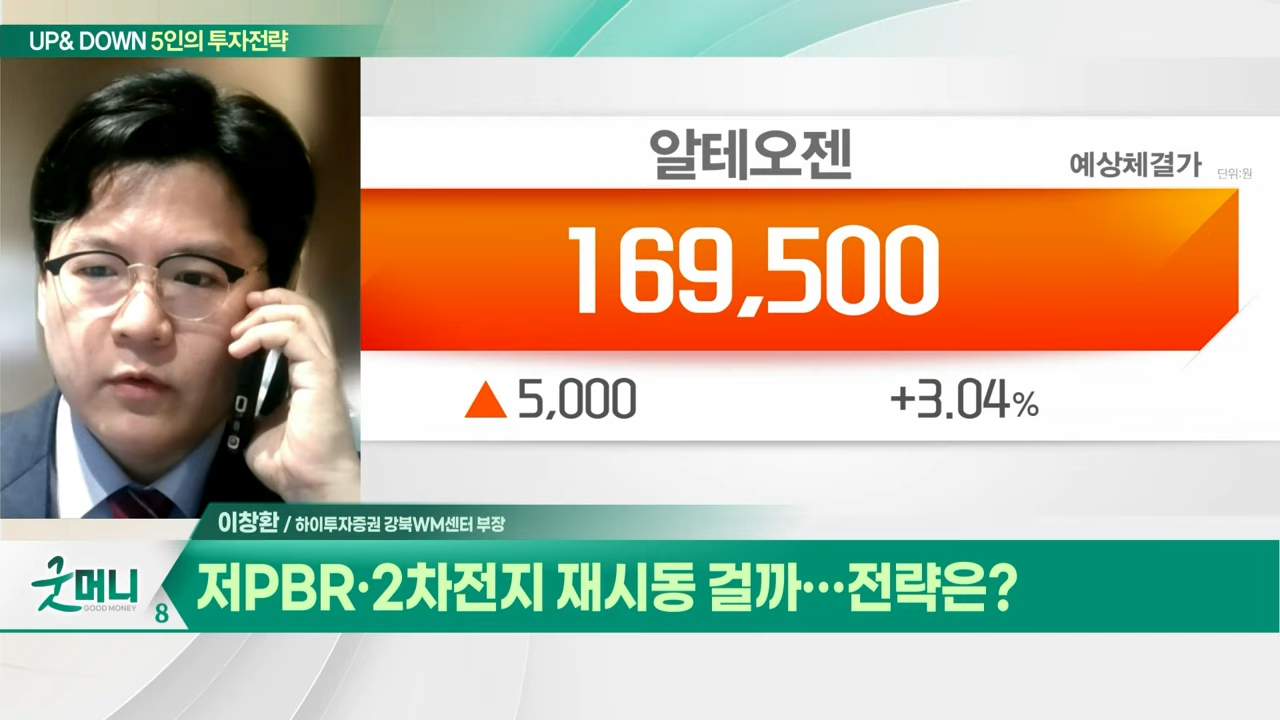 UP& DOWN 5인의 투자전략
알테오젠
예상체결가
단위:원
169,500
▲ 5,000
+3.04%
이창환 / 하이투자증권 강북WM센터 부장
굿머니
GOOD MONEY
8
저PBR·2차전지 재시동 걸까…전략은?